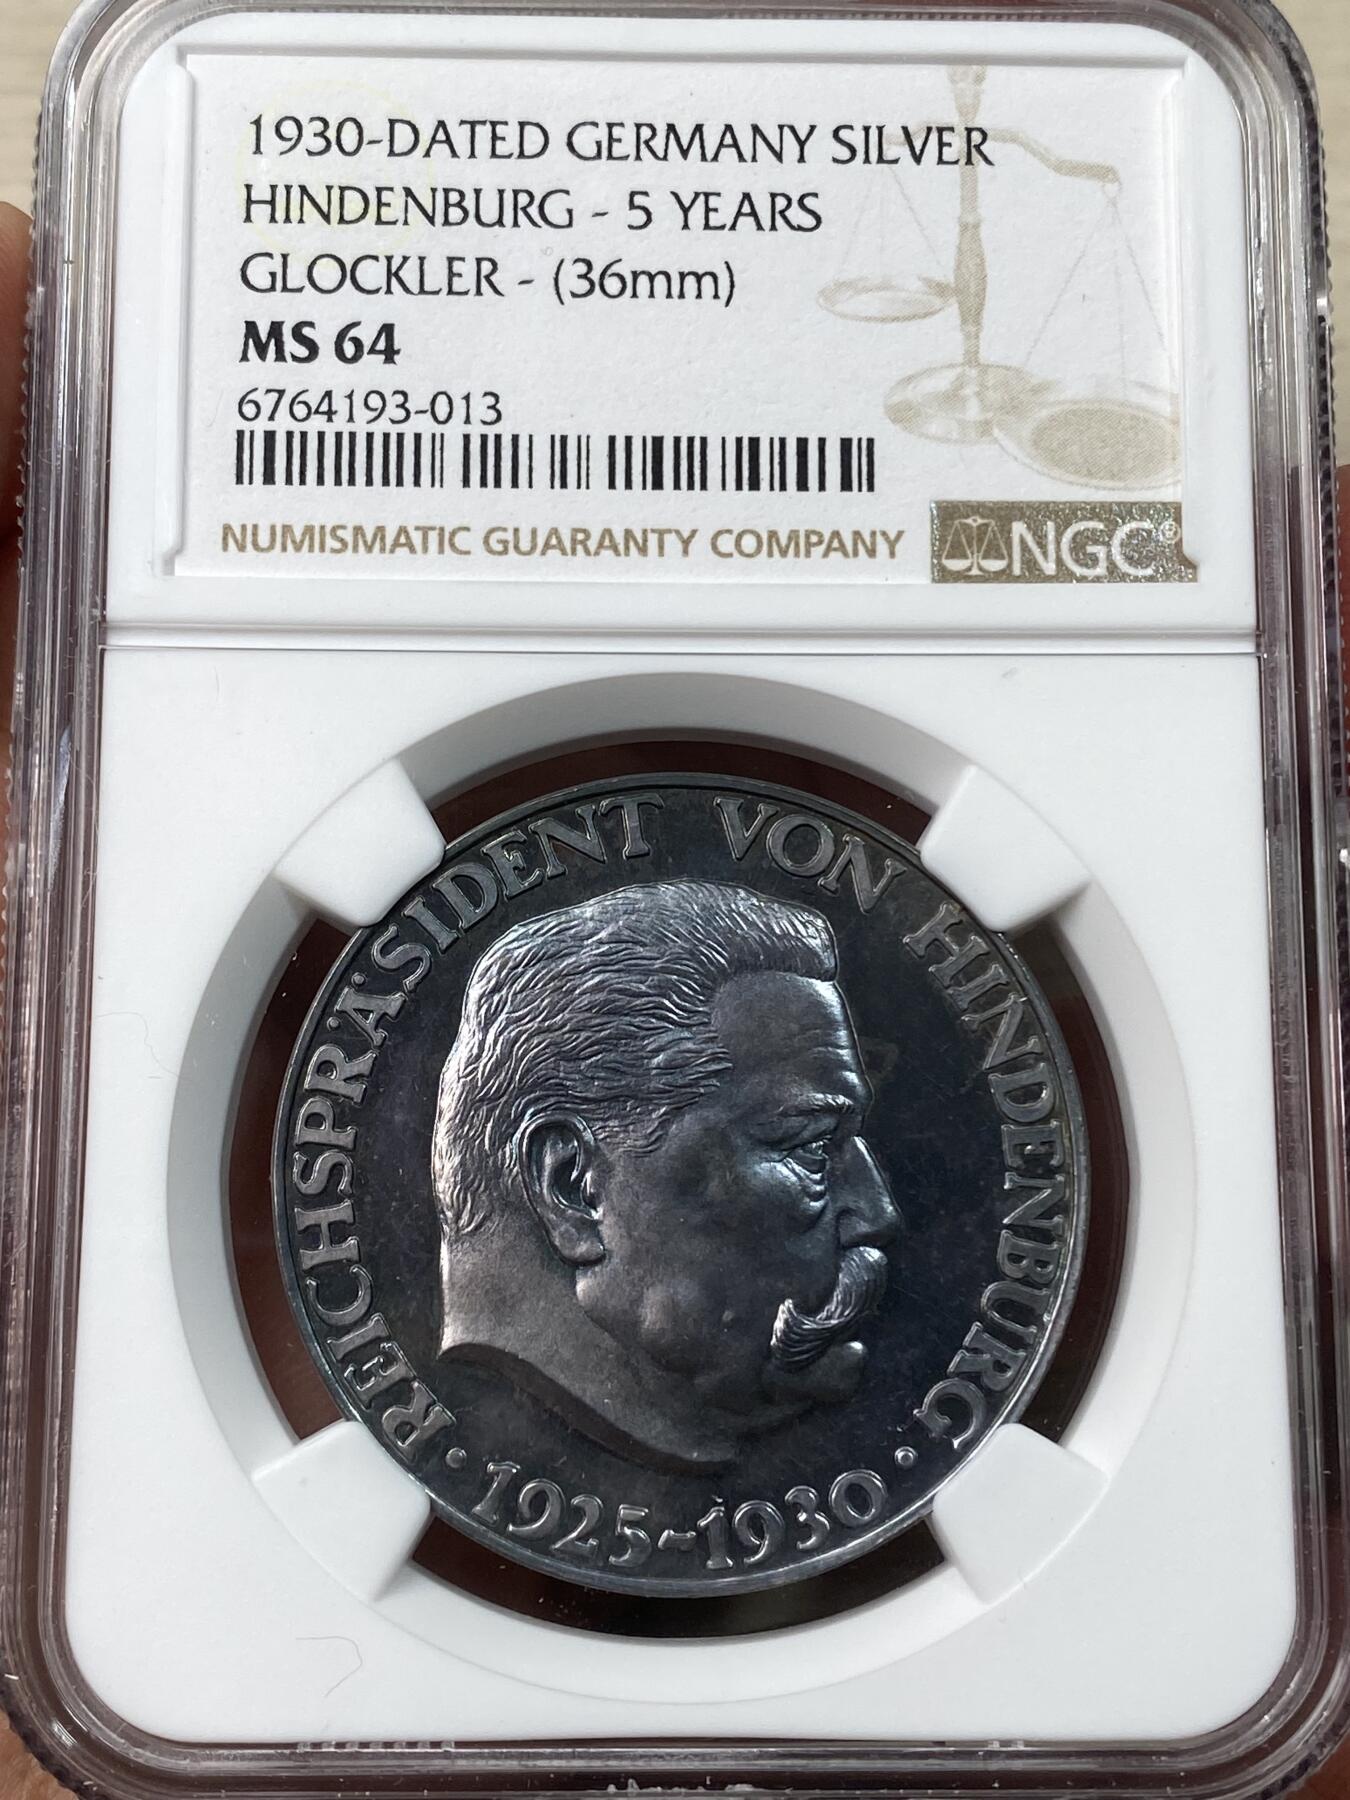 1930-DATED GERMANY SILVER
HINDENBURG - 5 YEARS
GLOCKLER - (36mm)
MS 64
6764193-013
NUMISMATIC GUARANTY COMPANY
NGC®
REICHSPRÄSIDENT VON HINDENBURG
· 1925~1930 ·